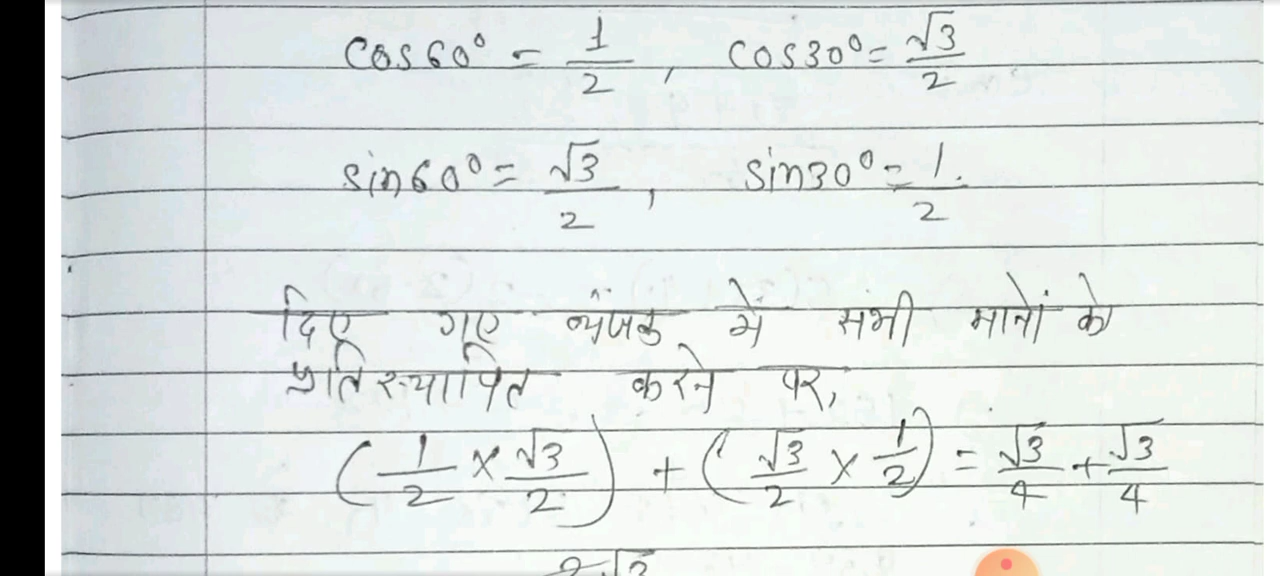 cos60° = 1/2, cos30° = √3/2
sin60° = √3/2, sin30° = 1/2
दिए गए व्यंजक में सभी मानों के
प्रतिस्थापित करने पर,
(1/2 × √3/2) + (√3/2 × 1/2) = √3/4 + √3/4